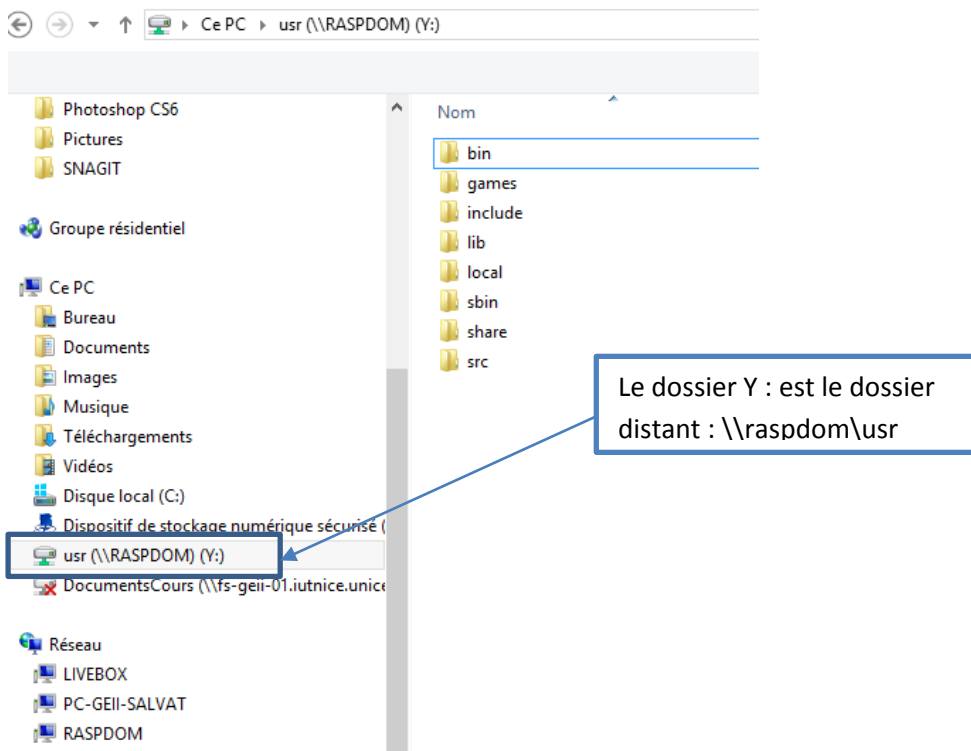 Ce PC usr (\\RASPDOM) (Y:)
Photoshop CS6
Pictures
SNAGIT
Groupe résidentiel
Ce PC
Bureau
Documents
Images
Musique
Téléchargements
Vidéos
Disque local (C:)
Dispositif de stockage numérique sécurisé (
usr (\\RASPDOM) (Y:)
DocumentsCours (\\fs-geii-01.iutnice.unice
Réseau
LIVEBOX
PC-GEII-SALVAT
RASPDOM
Nom
bin
games
include
lib
local
sbin
share
src
Le dossier Y : est le dossier
distant : \\raspdom\usr